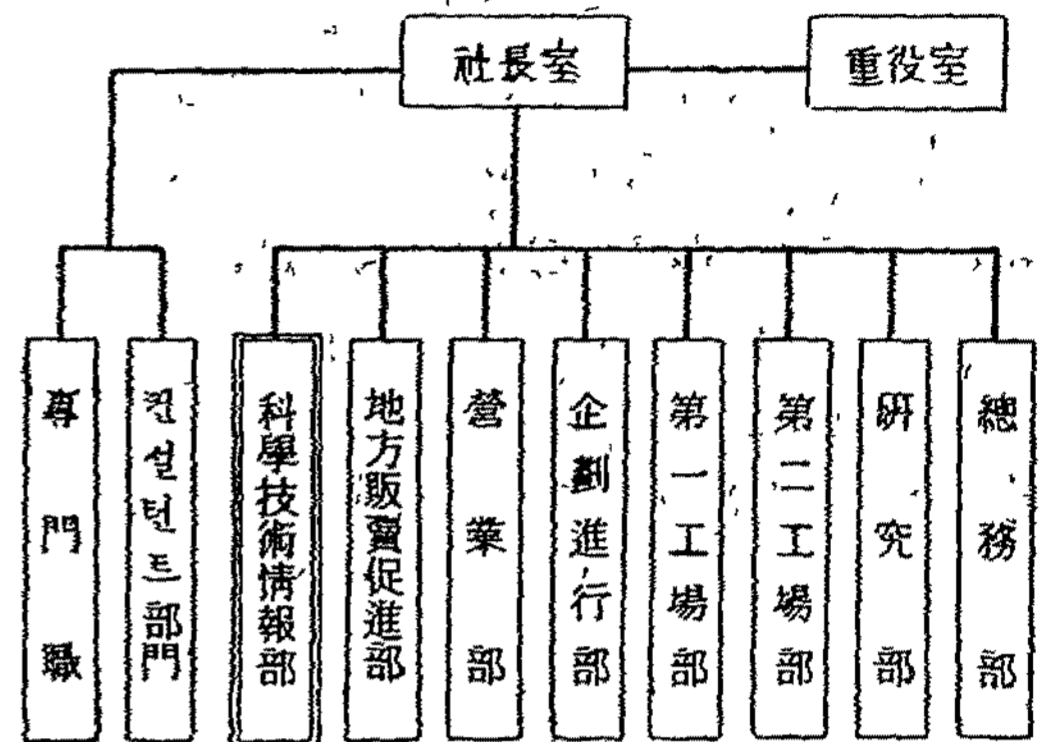 社長室
重役室
專門職
컨설턴트部門
科學技術情報部
地方販賣促進部
營業部
企劃進行部
第一工場部
第二工場部
硏究部
總務部